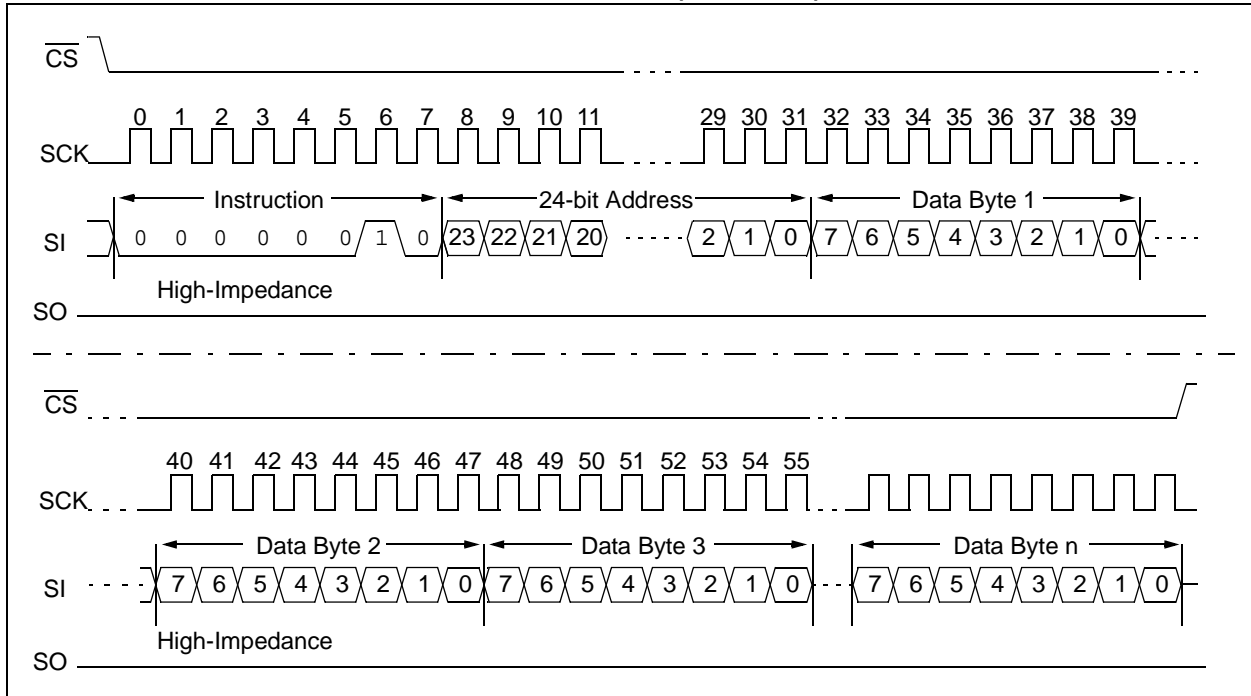 CS
0 1 2 3 4 5 6 7 8 9 10 11 29 30 31 32 33 34 35 36 37 38 39
SCK
Instruction 24-bit Address Data Byte 1
SI 0 0 0 0 0 0 1 0 23 22 21 20 2 1 0 7 6 5 4 3 2 1 0
High-Impedance
SO
CS
40 41 42 43 44 45 46 47 48 49 50 51 52 53 54 55
SCK
Data Byte 2 Data Byte 3 Data Byte n
SI 7 6 5 4 3 2 1 0 7 6 5 4 3 2 1 0 7 6 5 4 3 2 1 0
High-Impedance
SO